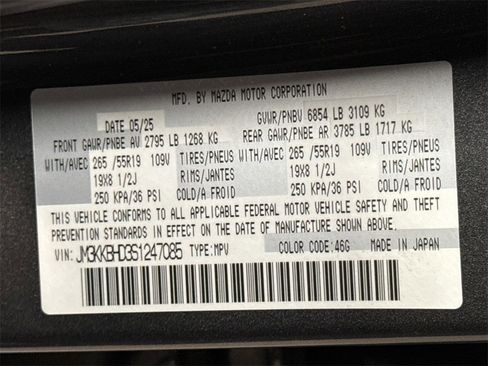 MFD. BY MAZDA MOTOR CORPORATION
DATE 05/25 GVWR/PNBV 6854 LB 3109 KG
FRONT GAWR/PNBE AV 2795 LB 1268 KG REAR GAWR/PNBE AR 3785 LB 1717 KG
WITH/AVEC 265 /55R19 109V TIRES/PNEUS WITH/AVEC 265 /55R19 109V TIRES/PNEUS
19X8 1/2J RIMS/JANTES 19X8 1/2J RIMS/JANTES
250 KPA/36 PSI COLD/A FROID 250 KPA/36 PSI COLD/A FROID
THIS VEHICLE CONFORMS TO ALL APPLICABLE FEDERAL MOTOR VEHICLE SAFETY AND THEFT
PREVENTION STANDARDS IN EFFECT ON THE DATE OF MANUFACTURE SHOWN ABOVE.
VIN: JM3KKBHD3S1247085 TYPE:MPV COLOR CODE:46G MADE IN JAPAN